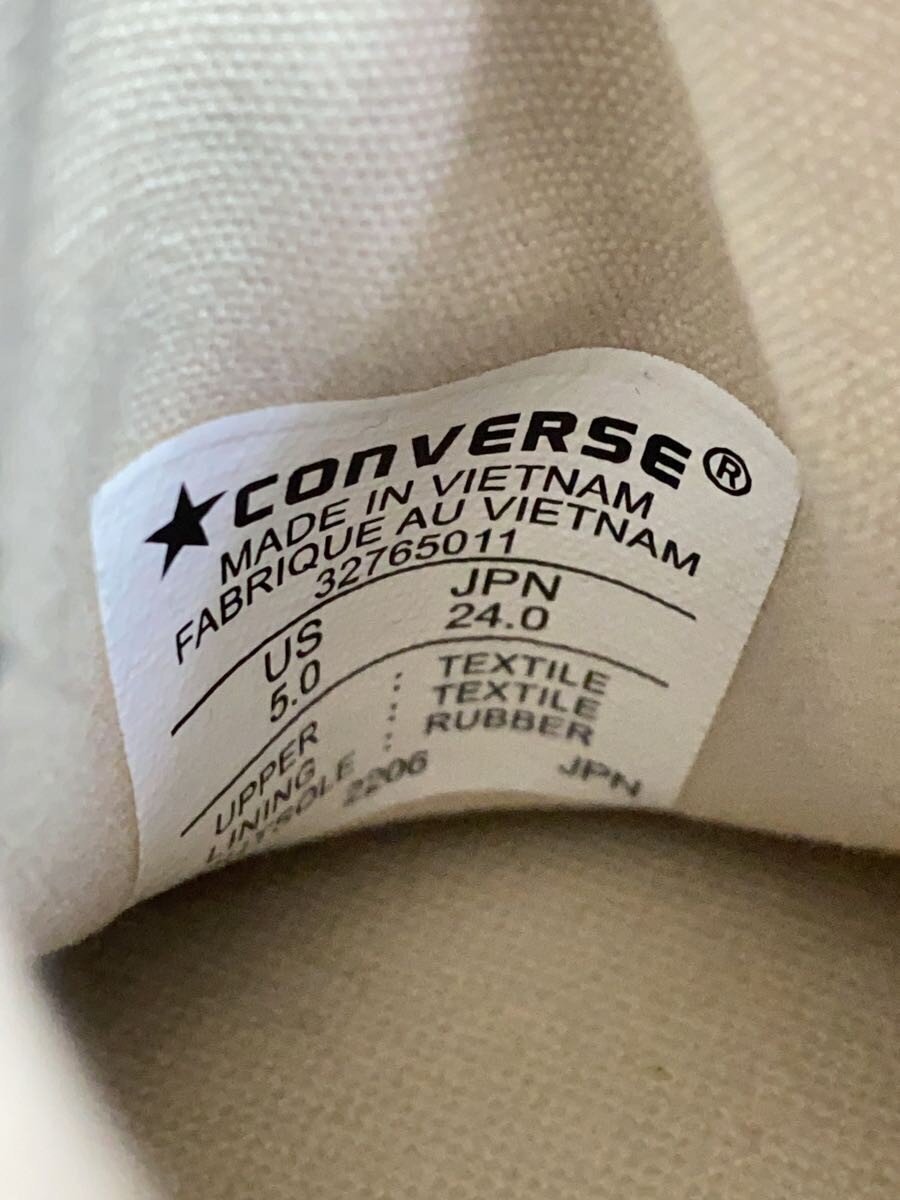 ★CONVERSE®
MADE IN VIETNAM
FABRIQUE AU VIETNAM
32765011
US JPN
5.0 24.0
UPPER : TEXTILE
LINING : TEXTILE
OUTSOLE : RUBBER
2206 JPN